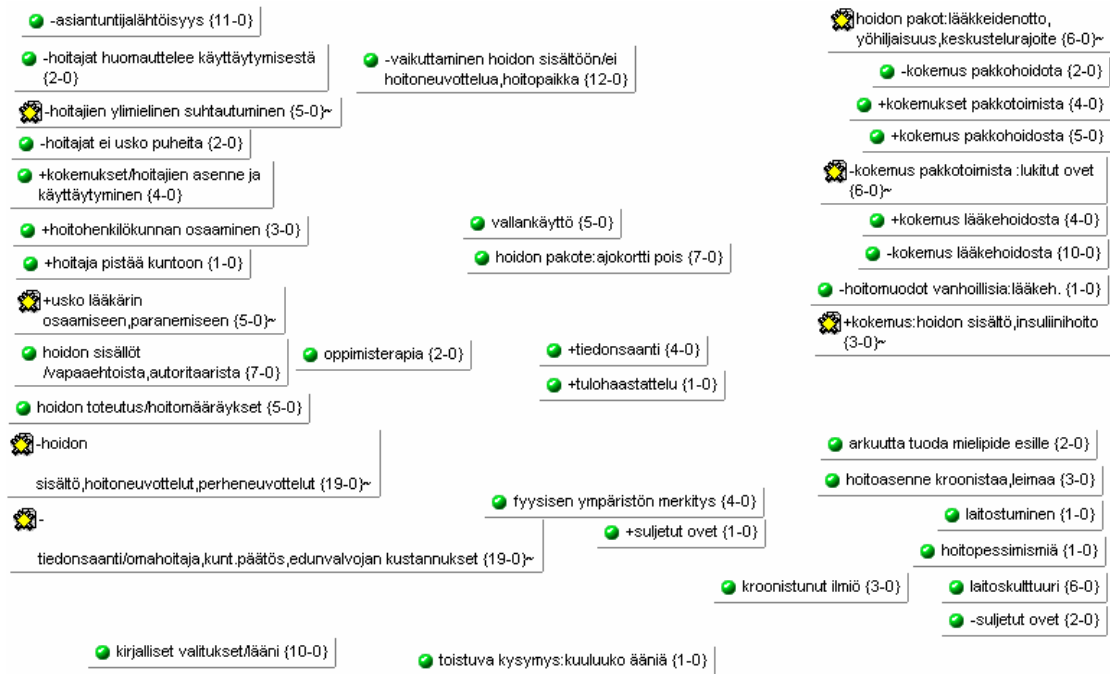 -asiantuntijalähtöisyys {11-0}
-hoitajat huomauttelee käyttäytymisestä
{2-0}
-hoitajien ylimielinen suhtautuminen {5-0}~
-hoitajat ei usko puheita {2-0}
+kokemukset/hoitajien asenne ja
käyttäytyminen {4-0}
+hoitohenkilökunnan osaaminen {3-0}
+hoitaja pistää kuntoon {1-0}
+usko lääkärin
osaamiseen,paranemiseen {5-0}~
hoidon sisällöt
/vapaaehtoista,autoritaarista {7-0}
hoidon toteutus/hoitomääräykset {5-0}
-hoidon
sisältö,hoitoneuvottelut,perheneuvottelut {19-0}~
-
tiedonsaanti/omahoitaja,kunt.päätös,edunvalvojan kustannukset {19-0}~
kirjalliset valitukset/lääni {10-0}
-vaikuttaminen hoidon sisältöön/ei
hoitoneuvottelua,hoitopaikka {12-0}
vallankäyttö {5-0}
hoidon pakote:ajokortti pois {7-0}
oppimisterapia {2-0}
+tiedonsaanti {4-0}
+tulohaastattelu {1-0}
fyysisen ympäristön merkitys {4-0}
+suljetut ovet {1-0}
kroonistunut ilmiö {3-0}
toistuva kysymys:kuuluuko ääniä {1-0}
hoidon pakot:lääkkeidenotto,
yöhiljaisuus,keskustelurajoite {6-0}~
-kokemus pakkohoidota {2-0}
+kokemukset pakkotoimista {4-0}
+kokemus pakkohoidosta {5-0}
-kokemus pakkotoimista :lukitut ovet
{6-0}~
+kokemus lääkehoidosta {4-0}
-kokemus lääkehoidosta {10-0}
-hoitomuodot vanhoillisia:lääkeh. {1-0}
+kokemus:hoidon sisältö,insuliinihoito
{3-0}~
arkuutta tuoda mielipide esille {2-0}
hoitoasenne kroonistaa,leimaa {3-0}
laitostuminen {1-0}
hoitopessimismiä {1-0}
laitoskulttuuri {6-0}
-suljetut ovet {2-0}